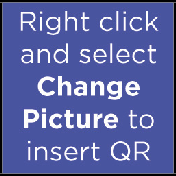 Right click
and select
Change
Picture to
insert QR